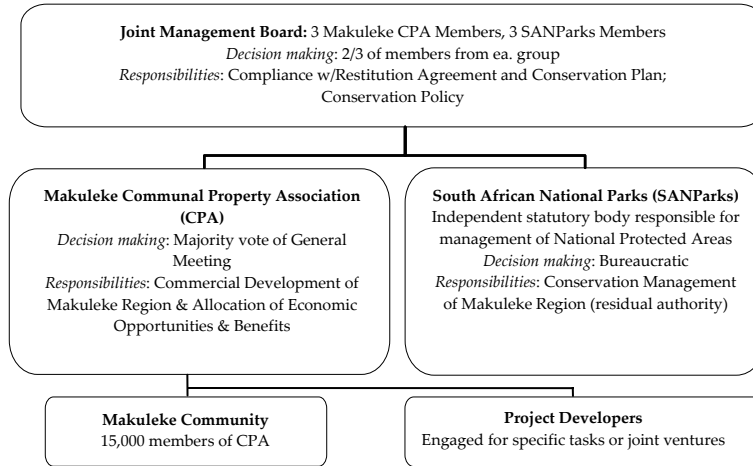 Joint Management Board: 3 Makuleke CPA Members, 3 SANParks Members
Decision making: 2/3 of members from ea. group
Responsibilities: Compliance w/Restitution Agreement and Conservation Plan;
Conservation Policy
Makuleke Communal Property Association
(CPA)
Decision making: Majority vote of General
Meeting
Responsibilities: Commercial Development of
Makuleke Region & Allocation of Economic
Opportunities & Benefits
South African National Parks (SANParks)
Independent statutory body responsible for
management of National Protected Areas
Decision making: Bureaucratic
Responsibilities: Conservation Management
of Makuleke Region (residual authority)
Makuleke Community
15,000 members of CPA
Project Developers
Engaged for specific tasks or joint ventures